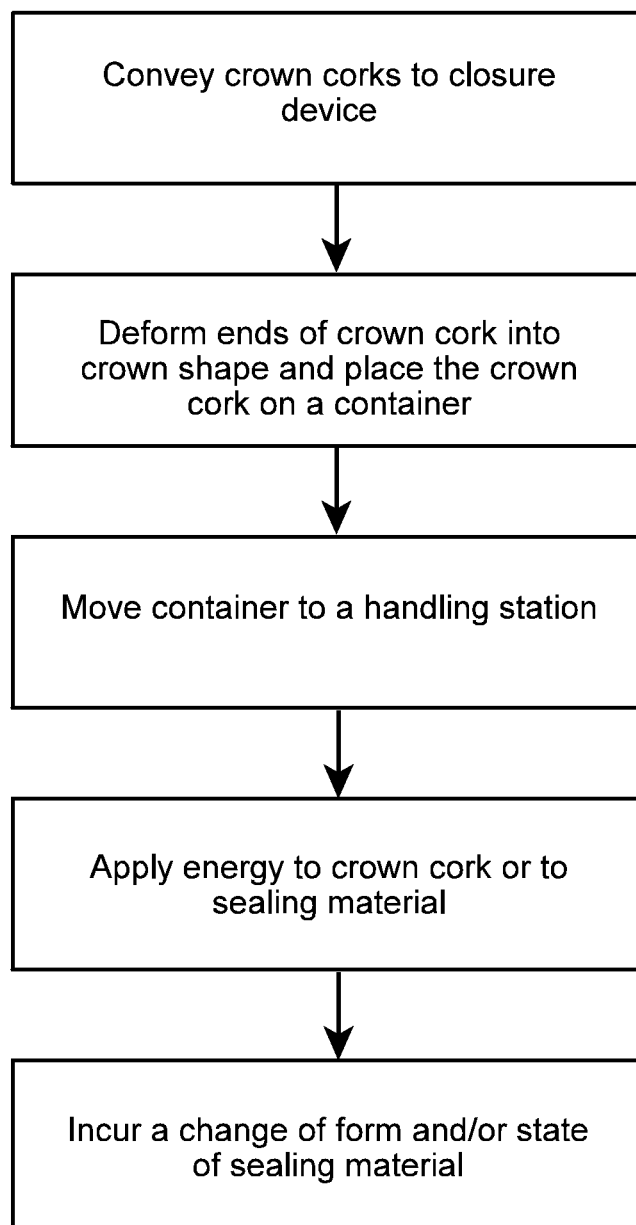 Convey crown corks to closure
device
Deform ends of crown cork into
crown shape and place the crown
cork on a container
Move container to a handling station
Apply energy to crown cork or to
sealing material
Incur a change of form and/or state
of sealing material